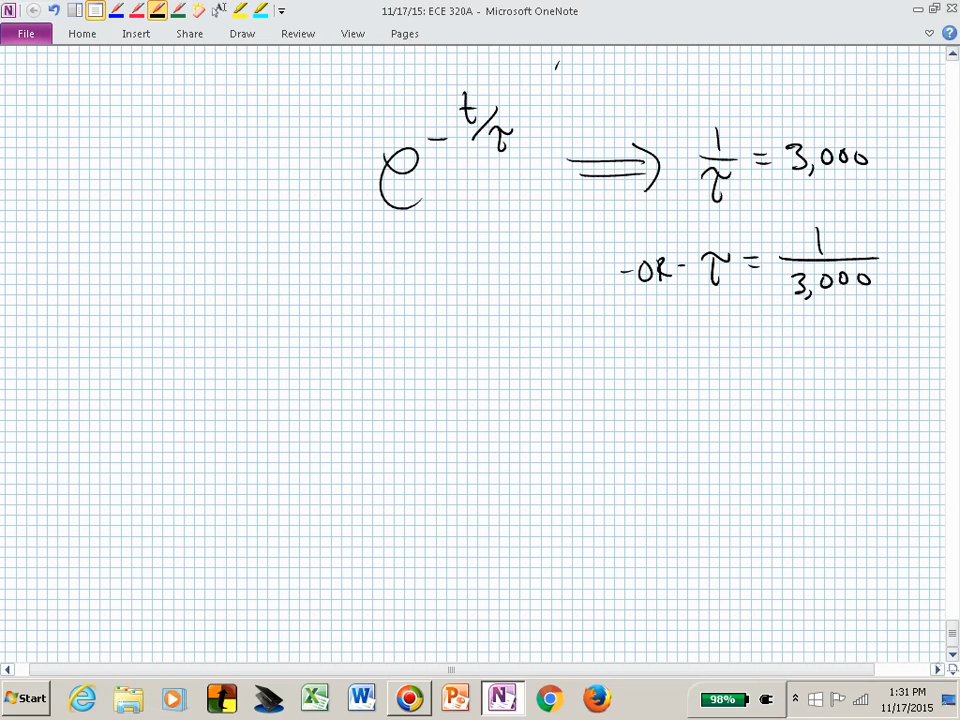 11/17/15: ECE 320A - Microsoft OneNote
File Home Insert Share Draw Review View Pages
e^{-t/τ} ⟹ 1/τ = 3,000
-OR- τ = 1/3,000
Start 98% 1:31 PM
11/17/2015